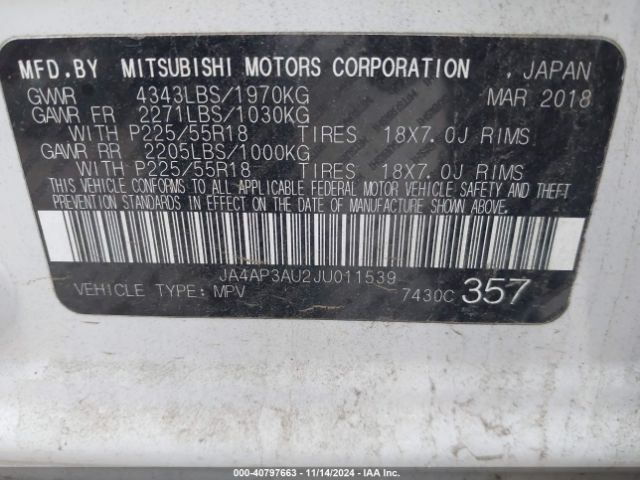 MFD.BY MITSUBISHI MOTORS CORPORATION , JAPAN
GVWR 4343LBS/1970KG MAR 2018
GAWR FR 2271LBS/1030KG
WITH P225/55R18 TIRES 18X7.0J RIMS
GAWR RR 2205LBS/1000KG
WITH P225/55R18 TIRES 18X7.0J RIMS
THIS VEHICLE CONFORMS TO ALL APPLICABLE FEDERAL MOTOR VEHICLE SAFETY AND THEFT
PREVENTION STANDARDS IN EFFECT ON THE DATE OF MANUFACTURE SHOWN ABOVE.
JA4AP3AU2JU011539
VEHICLE TYPE: MPV 7430C 357
000-40797663 - 11/14/2024 - IAA Inc.